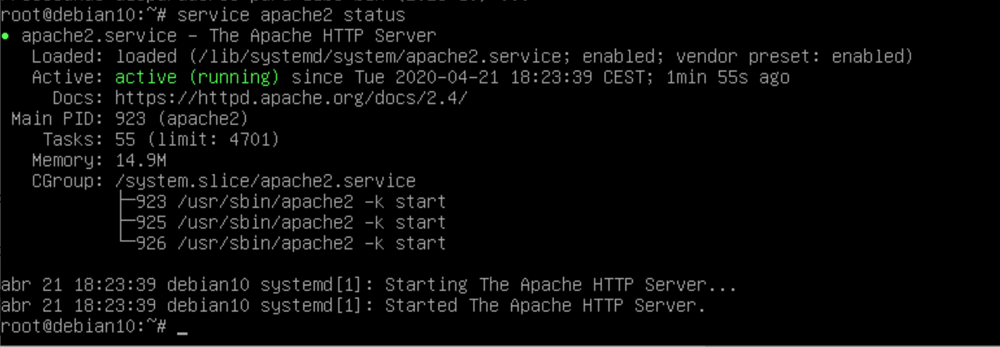 root@debian10:~# service apache2 status
● apache2.service - The Apache HTTP Server
   Loaded: loaded (/lib/systemd/system/apache2.service; enabled; vendor preset: enabled)
   Active: active (running) since Tue 2020-04-21 18:23:39 CEST; 1min 55s ago
     Docs: https://httpd.apache.org/docs/2.4/
 Main PID: 923 (apache2)
    Tasks: 55 (limit: 4701)
   Memory: 14.9M
   CGroup: /system.slice/apache2.service
           ├─923 /usr/sbin/apache2 -k start
           ├─925 /usr/sbin/apache2 -k start
           └─926 /usr/sbin/apache2 -k start
abr 21 18:23:39 debian10 systemd[1]: Starting The Apache HTTP Server...
abr 21 18:23:39 debian10 systemd[1]: Started The Apache HTTP Server.
root@debian10:~# _